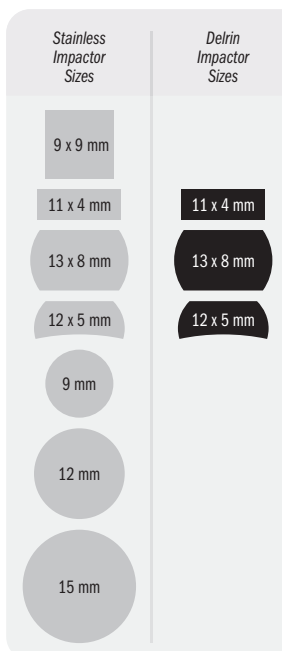 Stainless
Impactor
Sizes
9 x 9 mm
11 x 4 mm
13 x 8 mm
12 x 5 mm
9 mm
12 mm
15 mm
Delrin
Impactor
Sizes
11 x 4 mm
13 x 8 mm
12 x 5 mm